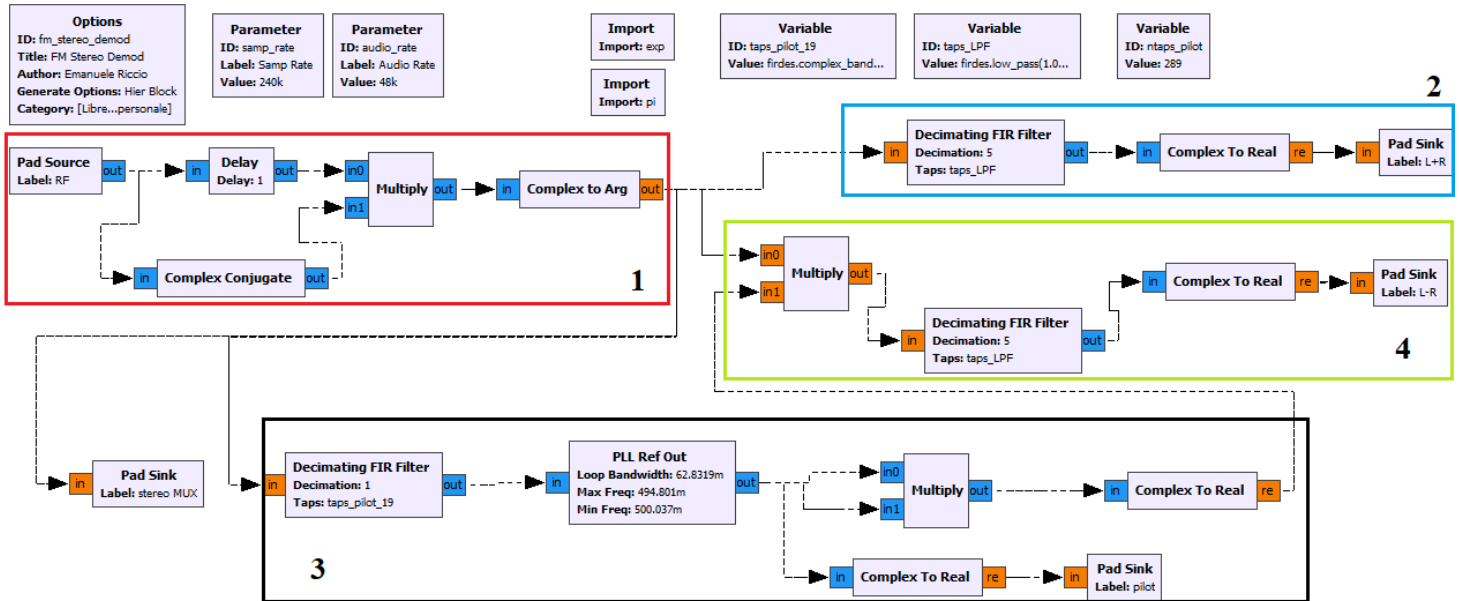 Options
ID: fm_stereo_demod
Title: FM Stereo Demod
Author: Emanuele Riccio
Generate Options: Hier Block
Category: [Libre...personale]
Parameter
ID: samp_rate
Label: Samp Rate
Value: 240k
Parameter
ID: audio_rate
Label: Audio Rate
Value: 48k
Import
Import: exp
Import
Import: pi
Variable
ID: taps_pilot_19
Value: firdes.complex_band...
Variable
ID: taps_LPF
Value: firdes.low_pass(1.0...
Variable
ID: ntaps_pilot
Value: 289
Pad Source
Label: RF
out
in
Delay
Delay: 1
out
in0
in1
Multiply
out
in
Complex to Arg
out
in
Complex Conjugate
out
1
2
in
Decimating FIR Filter
Decimation: 5
Taps: taps_LPF
out
in
Complex To Real
re
in
Pad Sink
Label: L+R
in0
in1
Multiply
out
in
Decimating FIR Filter
Decimation: 5
Taps: taps_LPF
out
in
Complex To Real
re
in
Pad Sink
Label: L-R
4
in
Pad Sink
Label: stereo MUX
in
Decimating FIR Filter
Decimation: 1
Taps: taps_pilot_19
out
in
PLL Ref Out
Loop Bandwidth: 62.8319m
Max Freq: 494.801m
Min Freq: 500.037m
out
in0
in1
Multiply
out
in
Complex To Real
re
in
Complex To Real
re
in
Pad Sink
Label: pilot
3